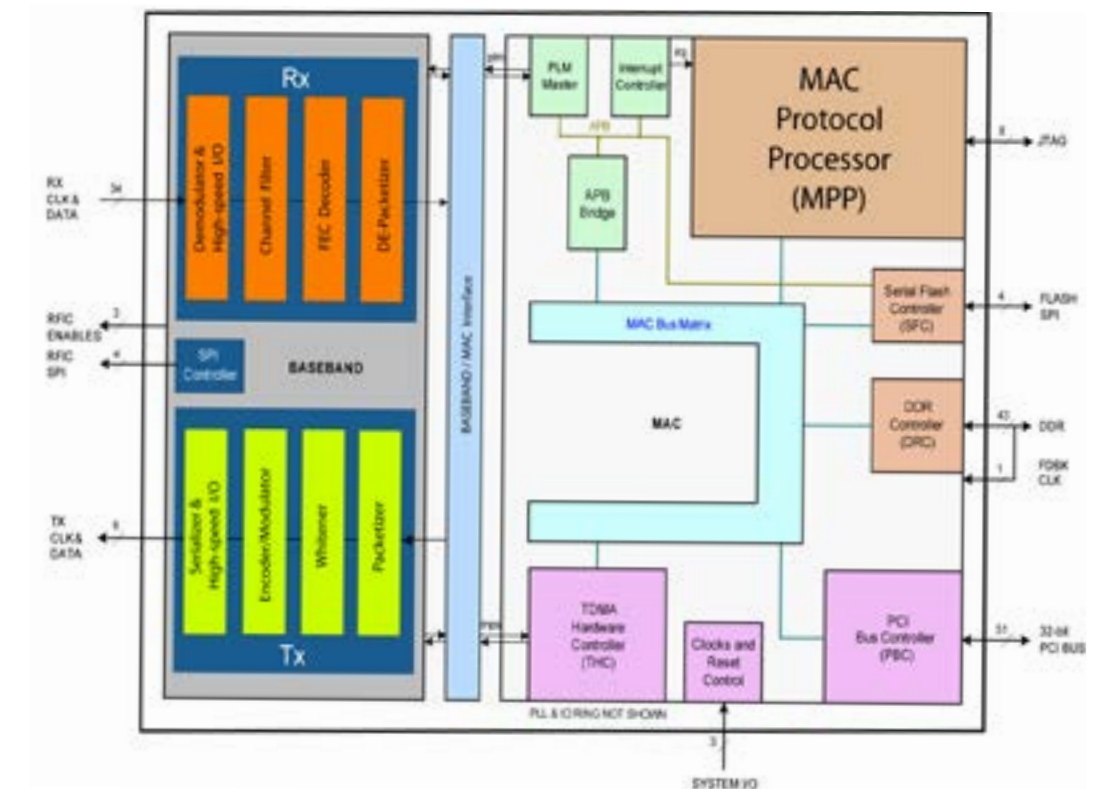 Rx
Demodulator &
High-speed I/O
Channel Filter
FEC Decoder
DE-Packetizer
RX
CLK &
DATA
34
RFIC
ENABLES
3
RFIC
SPI
4
SPI
Controller
BASEBAND
Serializer &
High-speed I/O
Encoder/Modulator
Whitener
Packetizer
Tx
TX
CLK &
DATA
BASEBAND / MAC Interface
PLM
Master
Interrupt
Controller
APB
APB
Bridge
MAC
Protocol
Processor
(MPP)
JTAG
MAC Bus Matrix
MAC
Serial Flash
Controller
(SFC)
4
FLASH
SPI
DDR
Controller
(DRC)
43
DDR
1
FDBK
CLK
TDMA
Hardware
Controller
(THC)
Clocks and
Reset
Control
PCI
Bus Controller
(PBC)
51
32-bit
PCI BUS
PLL & IO RING NOT SHOWN
3
SYSTEM I/O